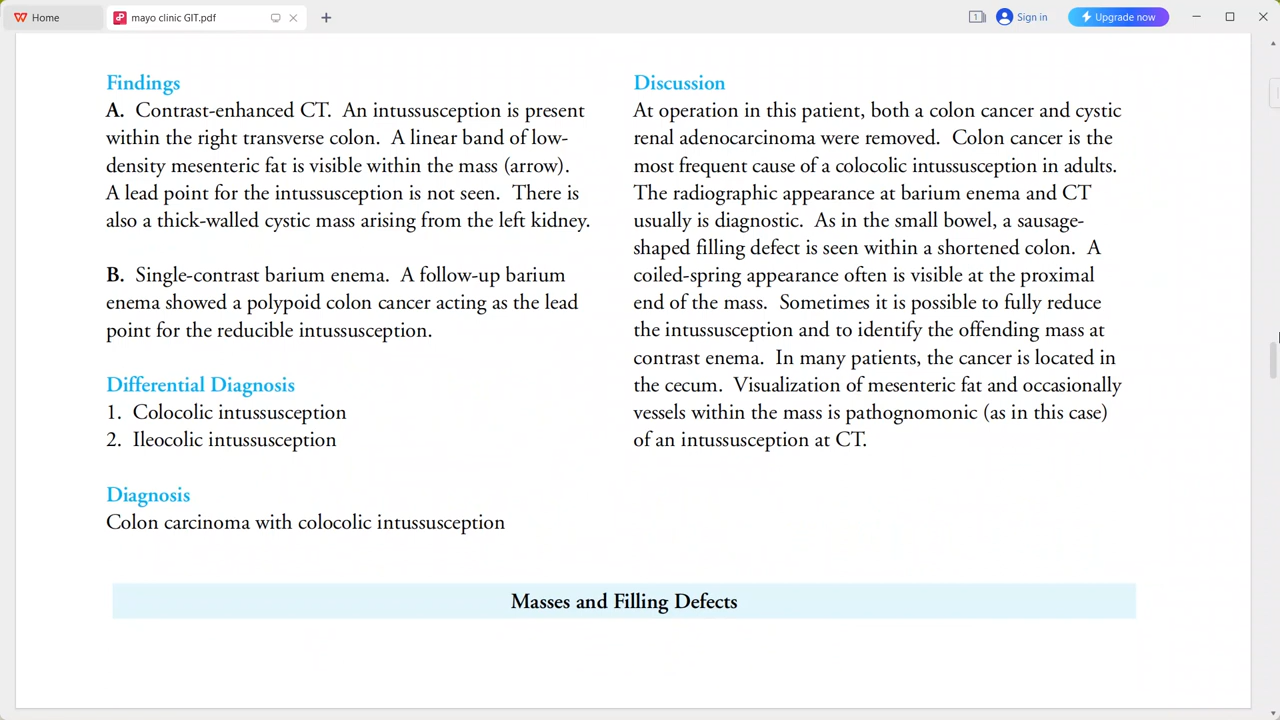 Home
mayo clinic GIT.pdf
1
Sign in
Upgrade now
Findings
A. Contrast-enhanced CT. An intussusception is present
within the right transverse colon. A linear band of low-
density mesenteric fat is visible within the mass (arrow).
A lead point for the intussusception is not seen. There is
also a thick-walled cystic mass arising from the left kidney.
B. Single-contrast barium enema. A follow-up barium
enema showed a polypoid colon cancer acting as the lead
point for the reducible intussusception.
Differential Diagnosis
1. Colocolic intussusception
2. Ileocolic intussusception
Diagnosis
Colon carcinoma with colocolic intussusception
Discussion
At operation in this patient, both a colon cancer and cystic
renal adenocarcinoma were removed. Colon cancer is the
most frequent cause of a colocolic intussusception in adults.
The radiographic appearance at barium enema and CT
usually is diagnostic. As in the small bowel, a sausage-
shaped filling defect is seen within a shortened colon. A
coiled-spring appearance often is visible at the proximal
end of the mass. Sometimes it is possible to fully reduce
the intussusception and to identify the offending mass at
contrast enema. In many patients, the cancer is located in
the cecum. Visualization of mesenteric fat and occasionally
vessels within the mass is pathognomonic (as in this case)
of an intussusception at CT.
Masses and Filling Defects